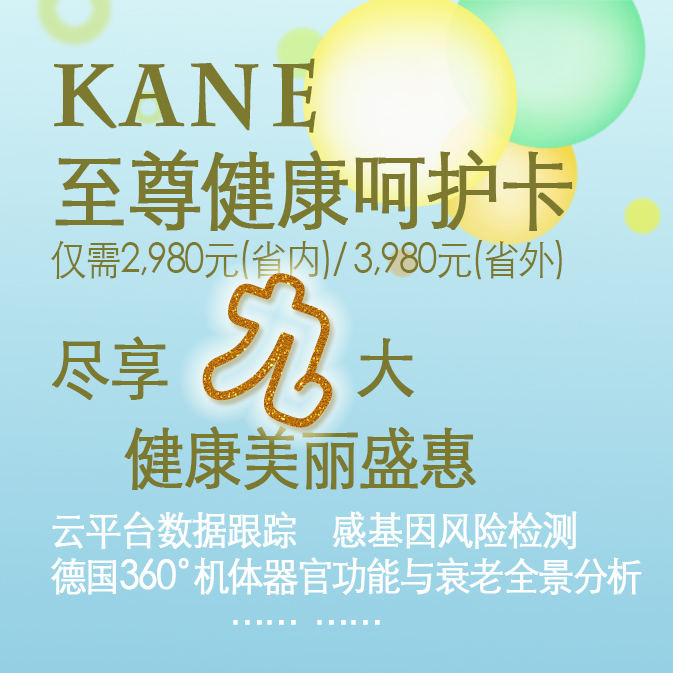 KANE
至尊健康呵护卡
仅需2,980元(省内)/ 3,980元(省外)
尽享 九 大
健康美丽盛惠
云平台数据跟踪 感基因风险检测
德国360°机体器官功能与衰老全景分析
…… ……